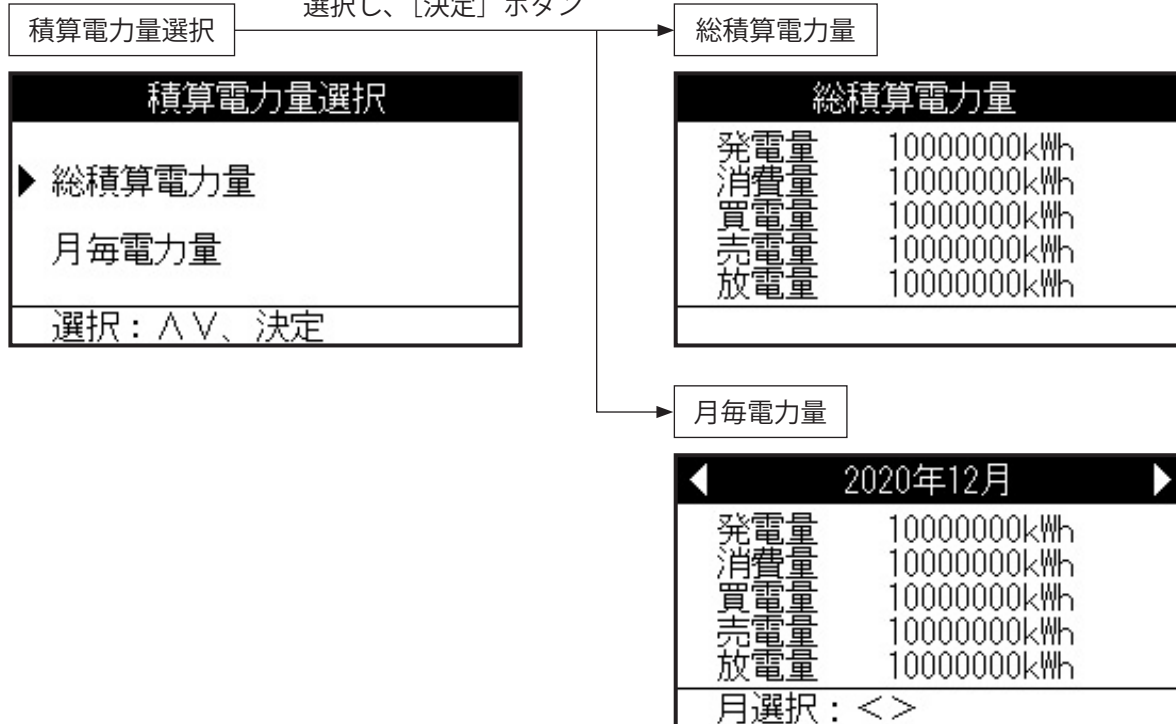 選択し、［決定］ボタン
積算電力量選択
積算電力量選択
▶ 総積算電力量
月毎電力量
選択：∧∨、決定
総積算電力量
総積算電力量
発電量 10000000kWh
消費量 10000000kWh
買電量 10000000kWh
売電量 10000000kWh
放電量 10000000kWh
月毎電力量
◀ 2020年12月 ▶
発電量 10000000kWh
消費量 10000000kWh
買電量 10000000kWh
売電量 10000000kWh
放電量 10000000kWh
月選択：＜＞